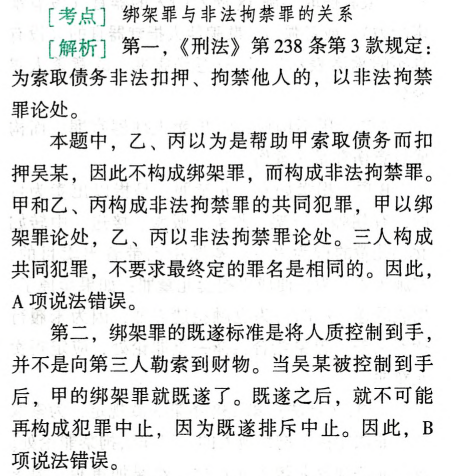 [考点] 绑架罪与非法拘禁罪的关系
[解析] 第一，《刑法》第238条第3款规定：
为索取债务非法扣押、拘禁他人的，以非法拘禁
罪论处。
本题中，乙、丙以为是帮助甲索取债务而扣
押吴某，因此不构成绑架罪，而构成非法拘禁罪。
甲和乙、丙构成非法拘禁罪的共同犯罪，甲以绑
架罪论处，乙、丙以非法拘禁罪论处。三人构成
共同犯罪，不要求最终定的罪名是相同的。因此，
A项说法错误。
第二，绑架罪的既遂标准是将人质控制到手，
并不是向第三人勒索到财物。当吴某被控制到手
后，甲的绑架罪就既遂了。既遂之后，就不可能
再构成犯罪中止，因为既遂排斥中止。因此，B
项说法错误。